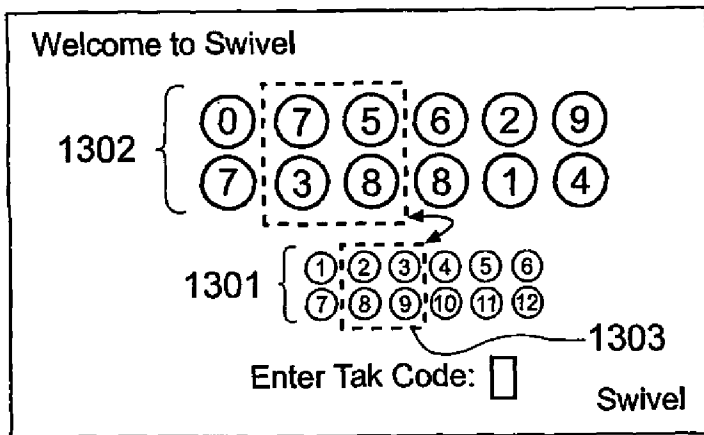 Welcome to Swivel
1302
0 7 5 6 2 9
7 3 8 8 1 4
1301
1 2 3 4 5 6
7 8 9 10 11 12
1303
Enter Tak Code:
Swivel